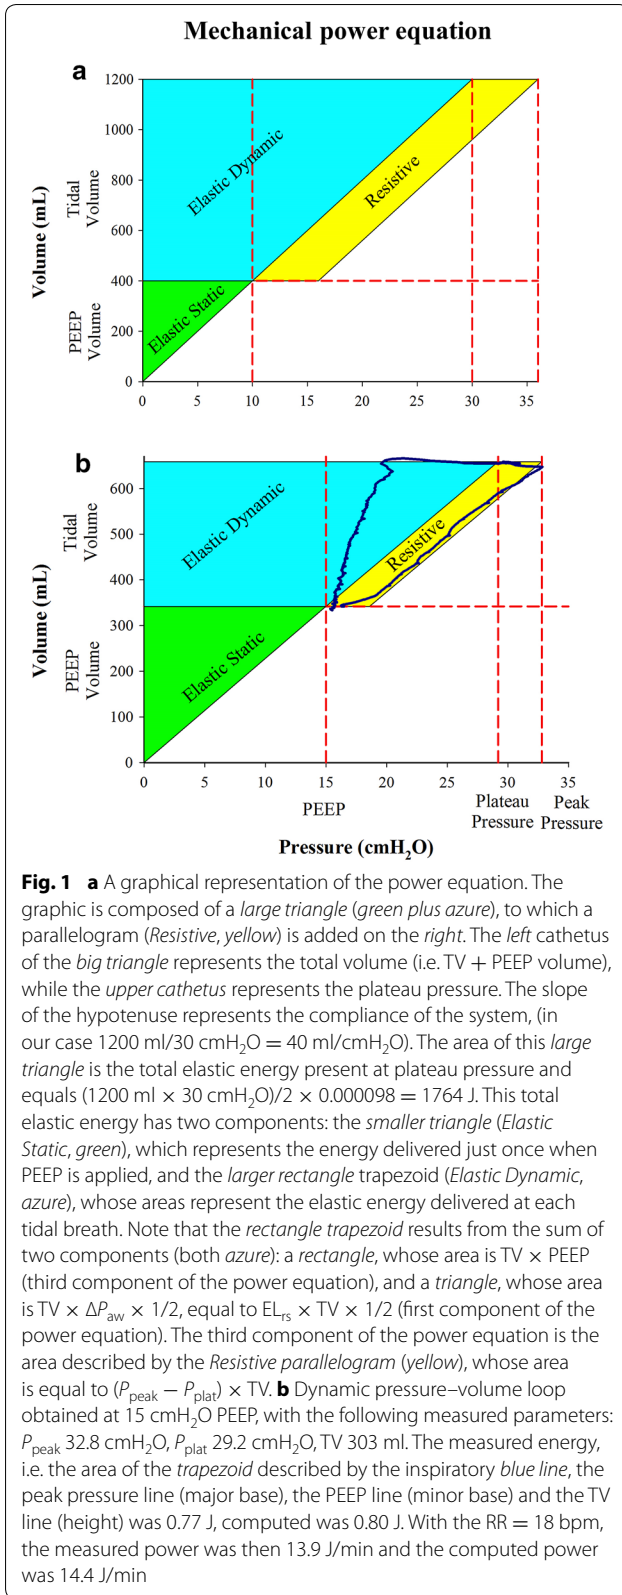 Mechanical power equation
a
1200
1000
800
600
400
200
0
Volume (mL)
Tidal
Volume
PEEP
Volume
Elastic Dynamic
Resistive
Elastic Static
0 5 10 15 20 25 30 35
b
600
500
400
300
200
100
0
Volume (mL)
Tidal
Volume
PEEP
Volume
Elastic Dynamic
Resistive
Elastic Static
0 5 10 15 20 25 30 35
PEEP
Plateau
Pressure
Peak
Pressure
Pressure (cmH₂O)
Fig. 1 a A graphical representation of the power equation. The
graphic is composed of a large triangle (green plus azure), to which a
parallelogram (Resistive, yellow) is added on the right. The left cathetus
of the big triangle represents the total volume (i.e. TV + PEEP volume),
while the upper cathetus represents the plateau pressure. The slope
of the hypotenuse represents the compliance of the system, (in
our case 1200 ml/30 cmH₂O = 40 ml/cmH₂O). The area of this large
triangle is the total elastic energy present at plateau pressure and
equals (1200 ml × 30 cmH₂O)/2 × 0.000098 = 1764 J. This total
elastic energy has two components: the smaller triangle (Elastic
Static, green), which represents the energy delivered just once when
PEEP is applied, and the larger rectangle trapezoid (Elastic Dynamic,
azure), whose areas represent the elastic energy delivered at each
tidal breath. Note that the rectangle trapezoid results from the sum of
two components (both azure): a rectangle, whose area is TV × PEEP
(third component of the power equation), and a triangle, whose area
is TV × ΔPaw × 1/2, equal to ELrs × TV × 1/2 (first component of the
power equation). The third component of the power equation is the
area described by the Resistive parallelogram (yellow), whose area
is equal to (Ppeak − Pplat) × TV. b Dynamic pressure–volume loop
obtained at 15 cmH₂O PEEP, with the following measured parameters:
Ppeak 32.8 cmH₂O, Pplat 29.2 cmH₂O, TV 303 ml. The measured energy,
i.e. the area of the trapezoid described by the inspiratory blue line, the
peak pressure line (major base), the PEEP line (minor base) and the TV
line (height) was 0.77 J, computed was 0.80 J. With the RR = 18 bpm,
the measured power was then 13.9 J/min and the computed power
was 14.4 J/min